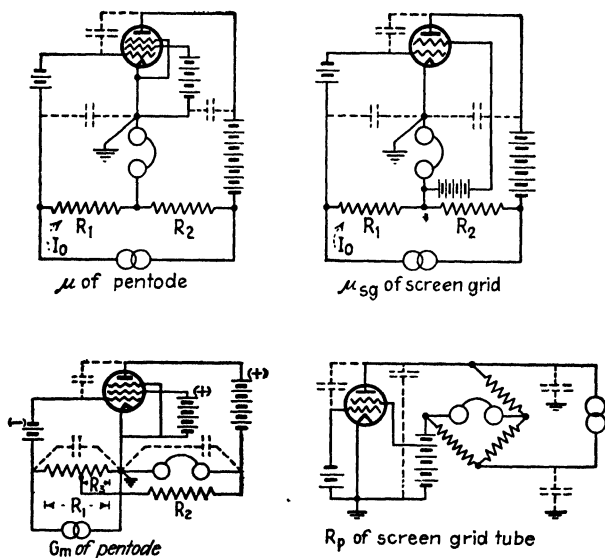 I₀ R₁ R₂
μ of pentode
I₀ R₁ R₂
μsg of screen grid
(-) (+) (+)
R₃
R₁ R₂
Gm of pentode
Rp of screen grid tube